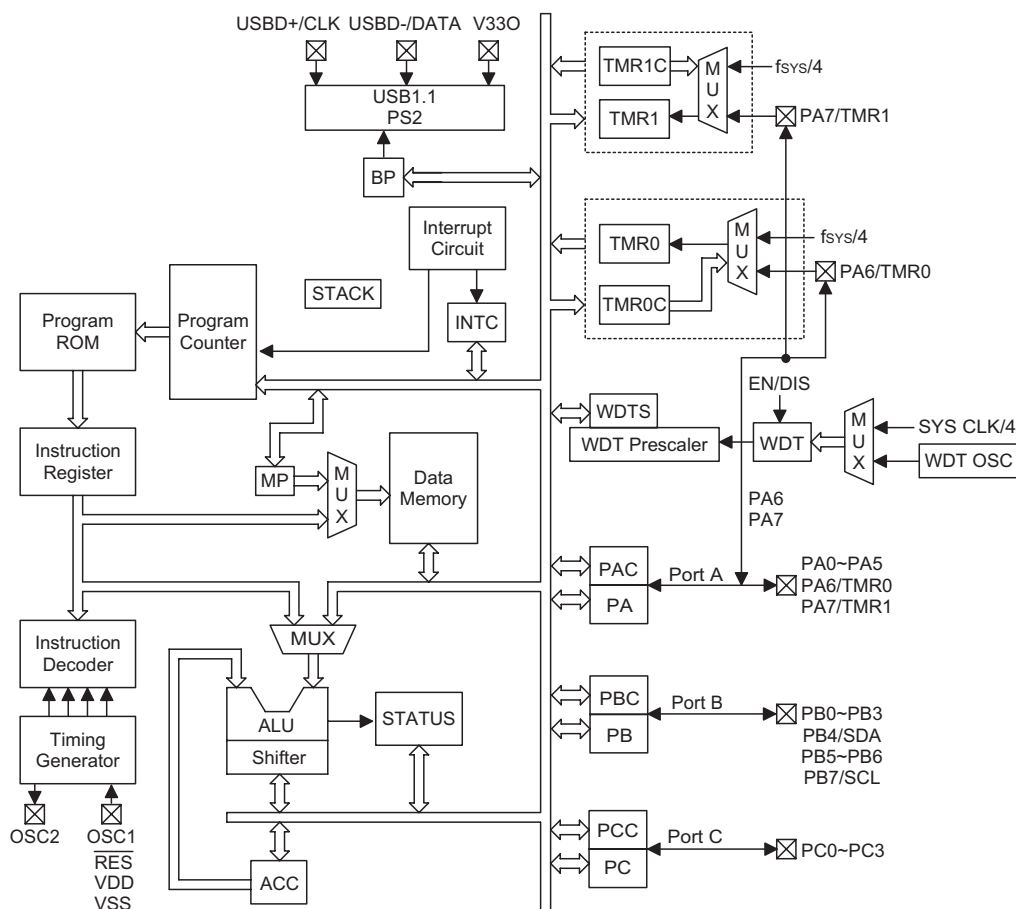 USBD+/CLK
USBD-/DATA
V33O
USB1.1
PS2
BP
TMR1C
TMR1
M
U
X
fSYS/4
PA7/TMR1
Interrupt
Circuit
STACK
INTC
TMR0
TMR0C
M
U
X
fSYS/4
PA6/TMR0
Program
ROM
Program
Counter
EN/DIS
WDTS
WDT Prescaler
WDT
M
U
X
SYS CLK/4
WDT OSC
Instruction
Register
MP
M
U
X
Data
Memory
PA6
PA7
PAC
PA
Port A
PA0~PA5
PA6/TMR0
PA7/TMR1
Instruction
Decoder
MUX
Timing
Generator
ALU
Shifter
STATUS
PBC
PB
Port B
PB0~PB3
PB4/SDA
PB5~PB6
PB7/SCL
OSC2
OSC1
RES
VDD
VSS
ACC
PCC
PC
Port C
PC0~PC3